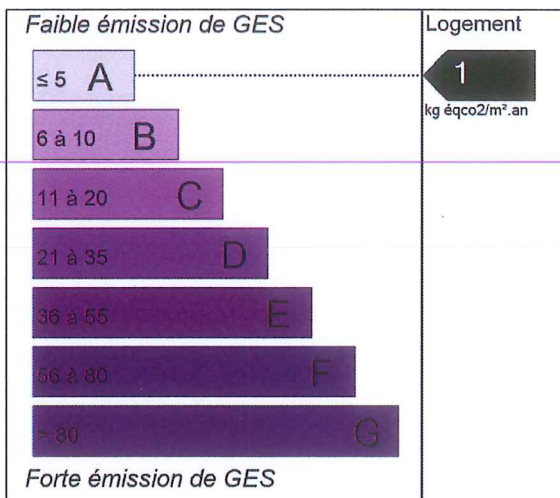 Faible émission de GES
Logement
≤ 5 A
1
kg éqco2/m².an
6 à 10 B
11 à 20 C
21 à 35 D
36 à 55 E
56 à 80 F
> 80 G
Forte émission de GES